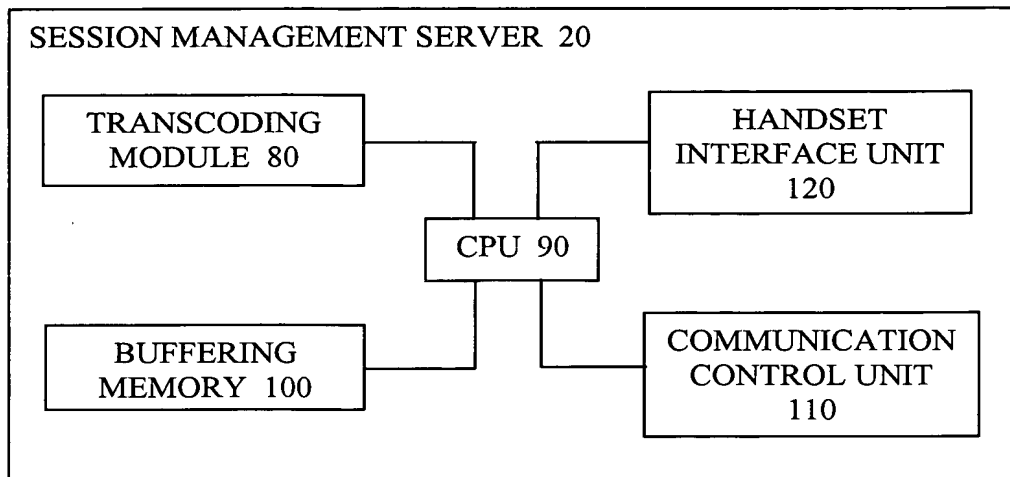 SESSION MANAGEMENT SERVER 20
TRANSCODING
MODULE 80
HANDSET
INTERFACE UNIT
120
CPU 90
BUFFERING
MEMORY 100
COMMUNICATION
CONTROL UNIT
110